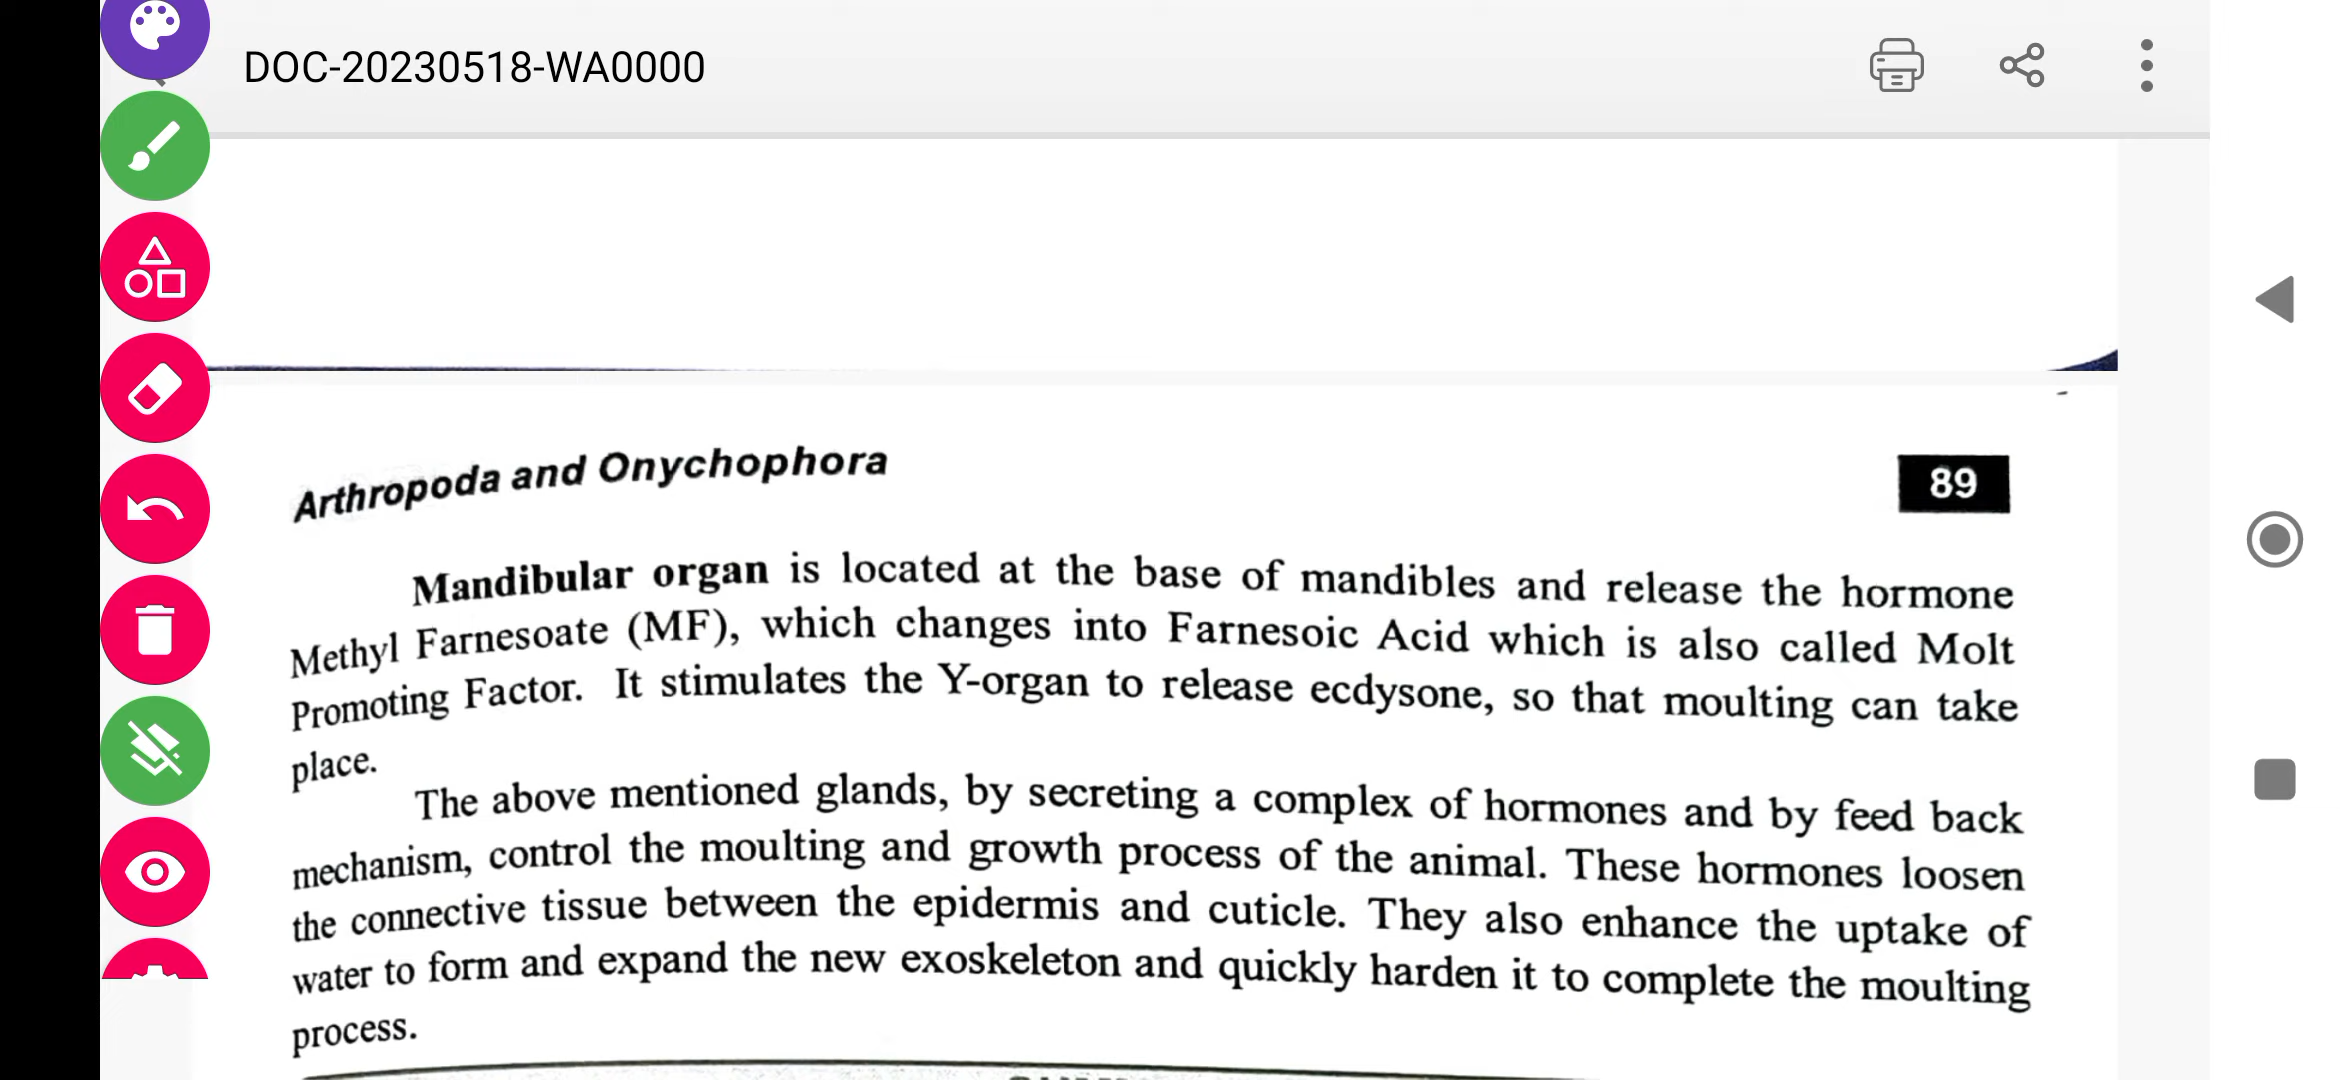 DOC-20230518-WA0000
Arthropoda and Onychophora
89
Mandibular organ is located at the base of mandibles and release the hormone
Methyl Farnesoate (MF), which changes into Farnesoic Acid which is also called Molt
Promoting Factor. It stimulates the Y-organ to release ecdysone, so that moulting can take
place.
The above mentioned glands, by secreting a complex of hormones and by feed back
mechanism, control the moulting and growth process of the animal. These hormones loosen
the connective tissue between the epidermis and cuticle. They also enhance the uptake of
water to form and expand the new exoskeleton and quickly harden it to complete the moulting
process.